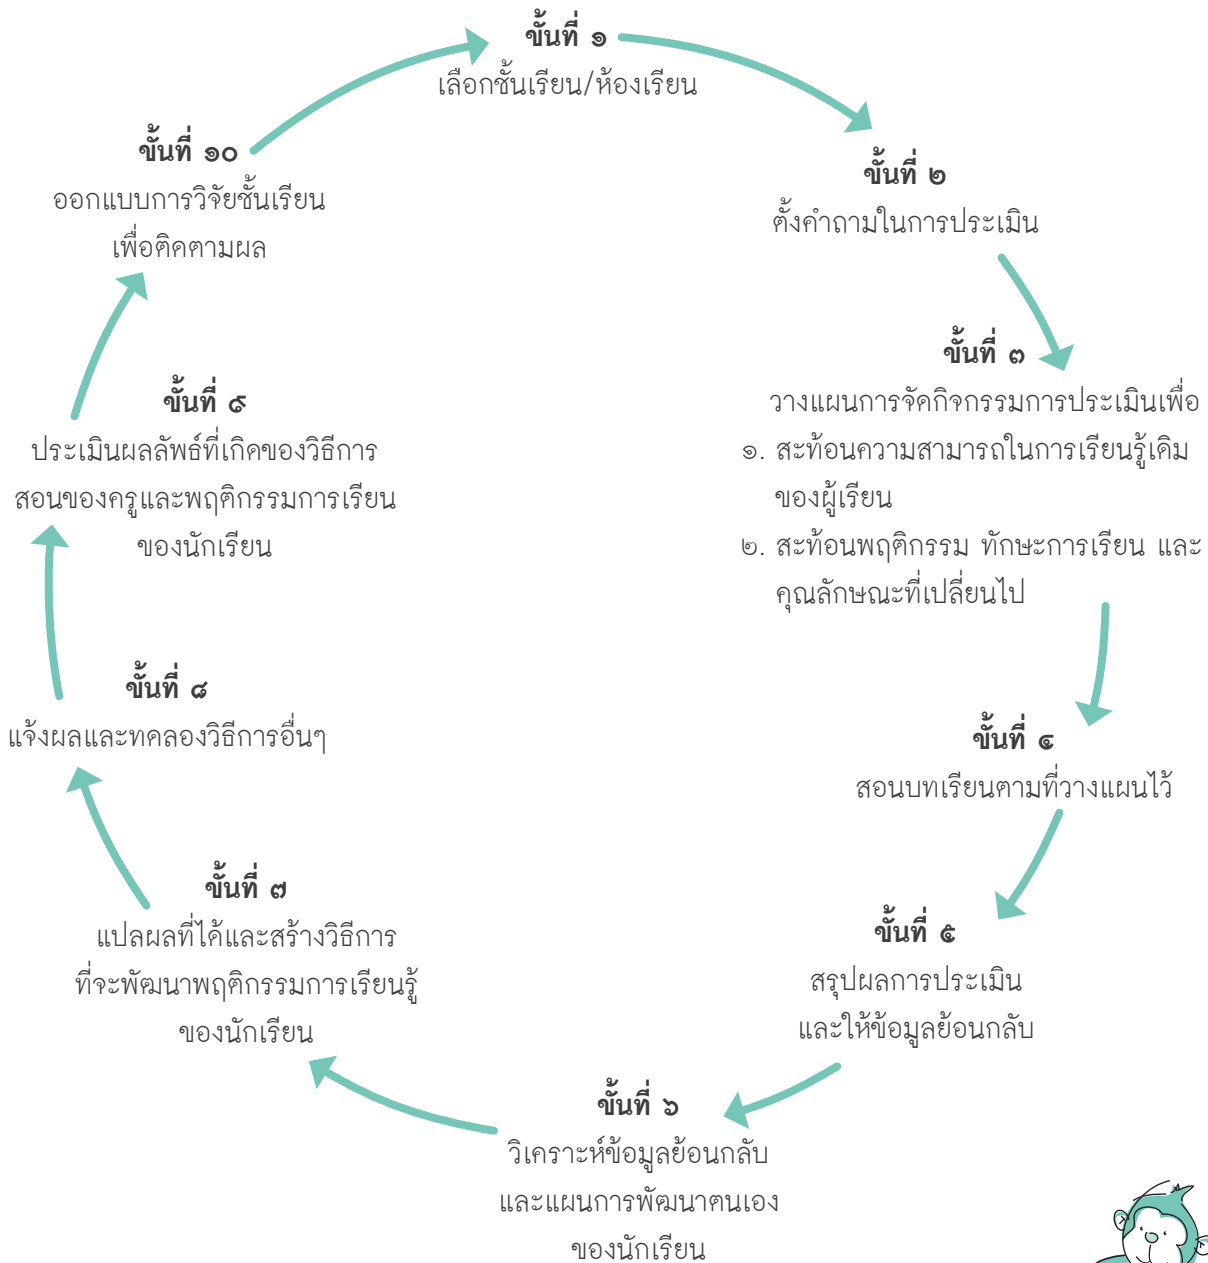 ขั้นที่ ๑
เลือกชั้นเรียน/ห้องเรียน
ขั้นที่ ๒
ตั้งคำถามในการประเมิน
ขั้นที่ ๓
วางแผนการจัดกิจกรรมการประเมินเพื่อ
๑. สะท้อนความสามารถในการเรียนรู้เดิม
ของผู้เรียน
๒. สะท้อนพฤติกรรม ทักษะการเรียน และ
คุณลักษณะที่เปลี่ยนไป
ขั้นที่ ๔
สอนบทเรียนตามที่วางแผนไว้
ขั้นที่ ๕
สรุปผลการประเมิน
และให้ข้อมูลย้อนกลับ
ขั้นที่ ๖
วิเคราะห์ข้อมูลย้อนกลับ
และแผนการพัฒนาตนเอง
ของนักเรียน
ขั้นที่ ๗
แปลผลที่ได้และสร้างวิธีการ
ที่จะพัฒนาพฤติกรรมการเรียนรู้
ของนักเรียน
ขั้นที่ ๘
แจ้งผลและทดลองวิธีการอื่นๆ
ขั้นที่ ๙
ประเมินผลลัพธ์ที่เกิดของวิธีการ
สอนของครูและพฤติกรรมการเรียน
ของนักเรียน
ขั้นที่ ๑๐
ออกแบบการวิจัยชั้นเรียน
เพื่อติดตามผล